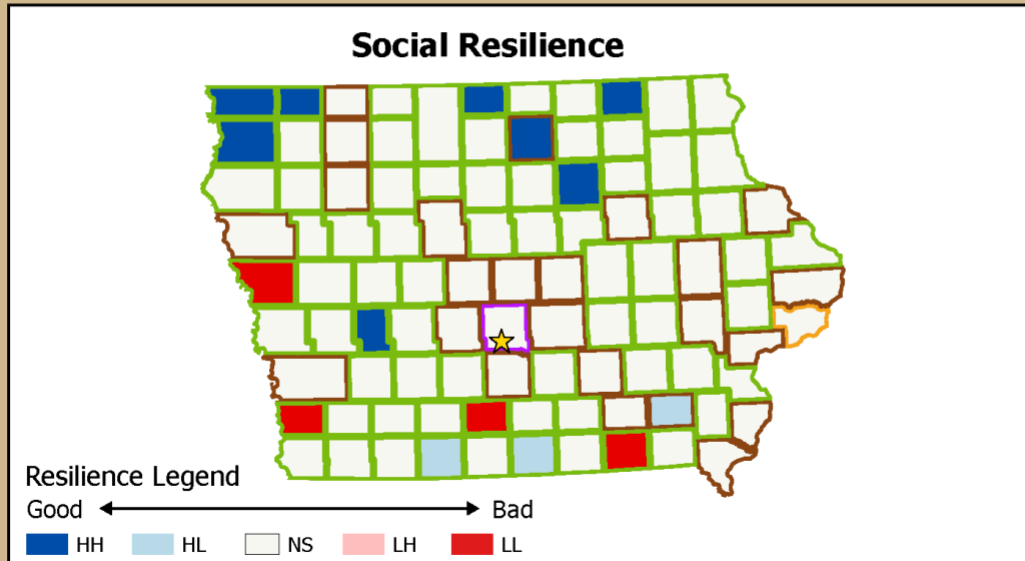 Social Resilience
Resilience Legend
Good Bad
HH HL NS LH LL